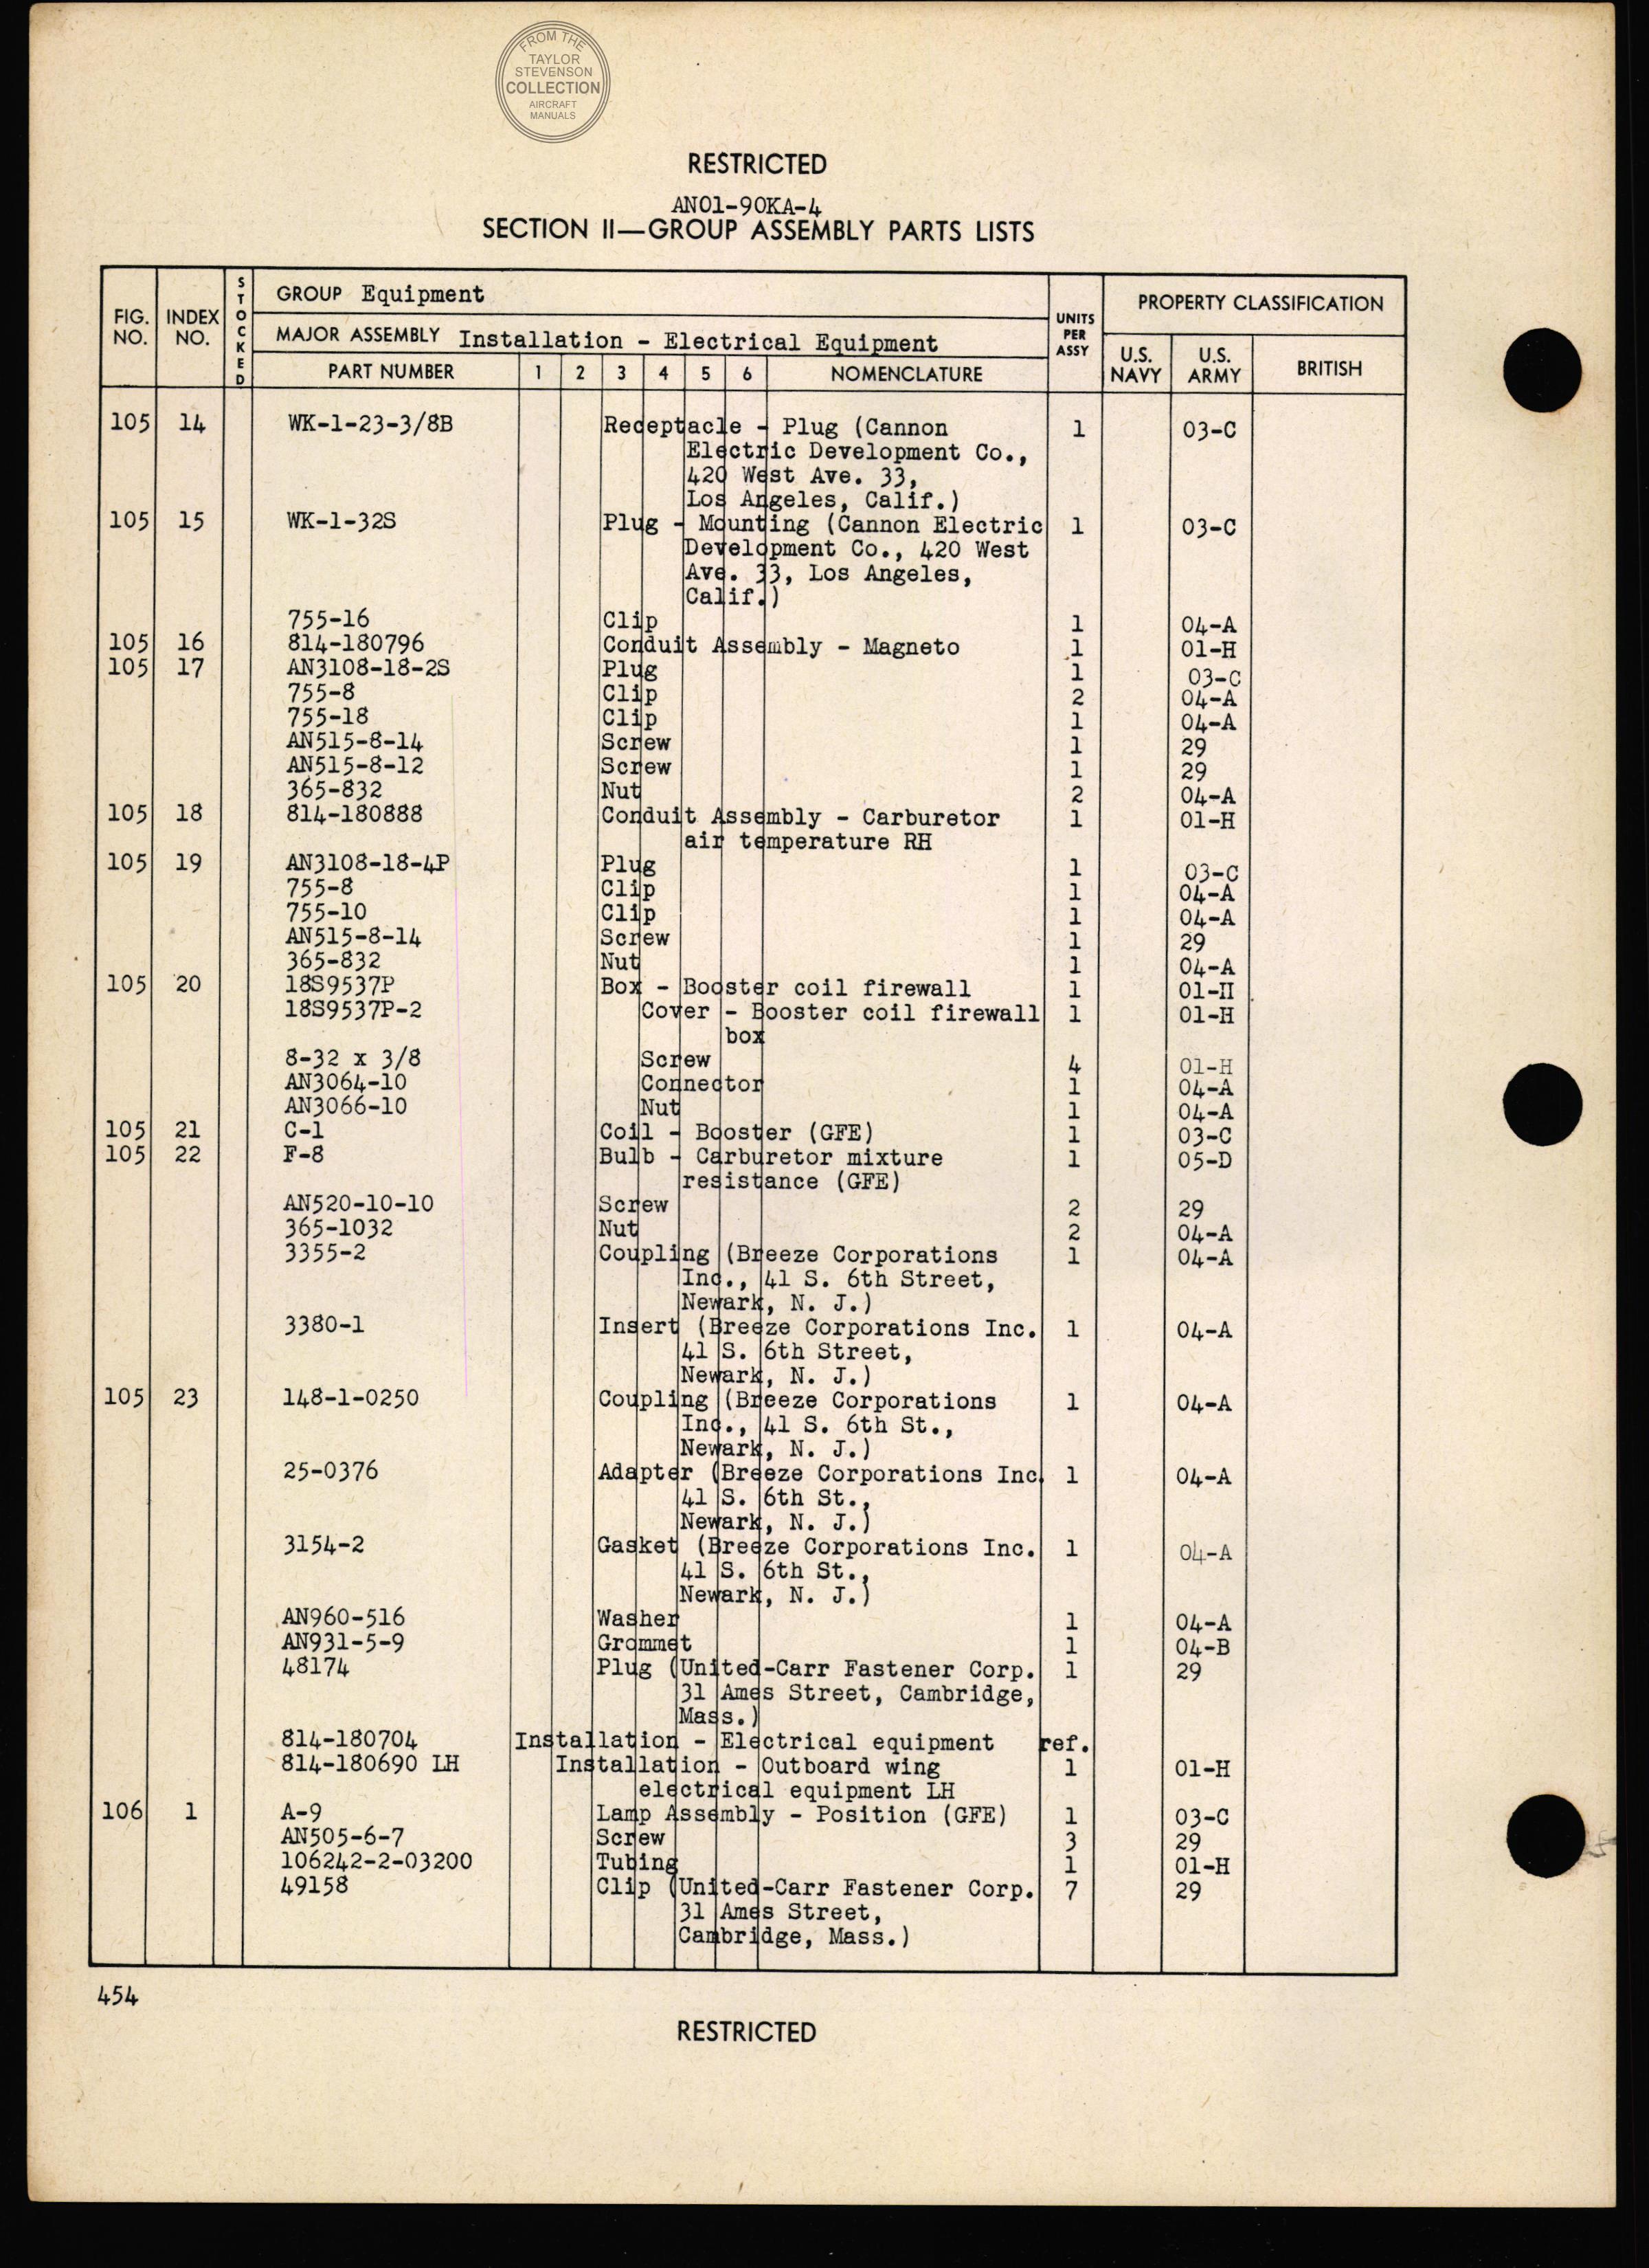 FROM THE
TAYLOR
STEVENSON
COLLECTION
AIRCRAFT
MANUALS
RESTRICTED
AN01-90KA-4
SECTION II—GROUP ASSEMBLY PARTS LISTS
FIG. NO. INDEX NO. STOCKED GROUP Equipment UNITS PER ASSY PROPERTY CLASSIFICATION
MAJOR ASSEMBLY Installation - Electrical Equipment
PART NUMBER 1 2 3 4 5 6 NOMENCLATURE U.S. NAVY U.S. ARMY BRITISH
105 14 WK-1-23-3/8B Receptacle - Plug (Cannon 1 03-C
Electric Development Co.,
420 West Ave. 33,
Los Angeles, Calif.)
105 15 WK-1-32S Plug - Mounting (Cannon Electric 1 03-C
Development Co., 420 West
Ave. 33, Los Angeles,
Calif.)
755-16 Clip 1 04-A
105 16 814-180796 Conduit Assembly - Magneto 1 01-H
105 17 AN3108-18-2S Plug 1 03-C
755-8 Clip 2 04-A
755-18 Clip 1 04-A
AN515-8-14 Screw 1 29
AN515-8-12 Screw 1 29
365-832 Nut 2 04-A
105 18 814-180888 Conduit Assembly - Carburetor 1 01-H
air temperature RH
105 19 AN3108-18-4P Plug 1 03-C
755-8 Clip 1 04-A
755-10 Clip 1 04-A
AN515-8-14 Screw 1 29
365-832 Nut 1 04-A
105 20 18S9537P Box - Booster coil firewall 1 01-H
18S9537P-2 Cover - Booster coil firewall 1 01-H
box
8-32 x 3/8 Screw 4 01-H
AN3064-10 Connector 1 04-A
AN3066-10 Nut 1 04-A
105 21 C-1 Coil - Booster (GFE) 1 03-C
105 22 F-8 Bulb - Carburetor mixture 1 05-D
resistance (GFE)
AN520-10-10 Screw 2 29
365-1032 Nut 2 04-A
3355-2 Coupling (Breeze Corporations 1 04-A
Inc., 41 S. 6th Street,
Newark, N. J.)
3380-1 Insert (Breeze Corporations Inc. 1 04-A
41 S. 6th Street,
Newark, N. J.)
105 23 148-1-0250 Coupling (Breeze Corporations 1 04-A
Inc., 41 S. 6th St.,
Newark, N. J.)
25-0376 Adapter (Breeze Corporations Inc. 1 04-A
41 S. 6th St.,
Newark, N. J.)
3154-2 Gasket (Breeze Corporations Inc. 1 04-A
41 S. 6th St.,
Newark, N. J.)
AN960-516 Washer 1 04-A
AN931-5-9 Grommet 1 04-B
48174 Plug (United-Carr Fastener Corp. 1 29
31 Ames Street, Cambridge,
Mass.)
814-180704 Installation - Electrical equipment ref.
814-180690 LH Installation - Outboard wing 1 01-H
electrical equipment LH
106 1 A-9 Lamp Assembly - Position (GFE) 1 03-C
AN505-6-7 Screw 3 29
106242-2-03200 Tubing 1 01-H
49158 Clip (United-Carr Fastener Corp. 7 29
31 Ames Street,
Cambridge, Mass.)
454
RESTRICTED